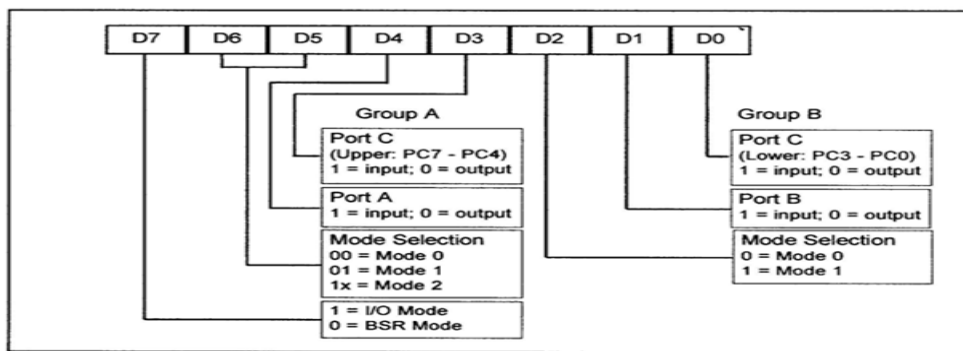 D7 D6 D5 D4 D3 D2 D1 D0
Group A
Port C
(Upper: PC7 - PC4)
1 = input; 0 = output
Port A
1 = input; 0 = output
Mode Selection
00 = Mode 0
01 = Mode 1
1x = Mode 2
1 = I/O Mode
0 = BSR Mode
Group B
Port C
(Lower: PC3 - PC0)
1 = input; 0 = output
Port B
1 = input; 0 = output
Mode Selection
0 = Mode 0
1 = Mode 1